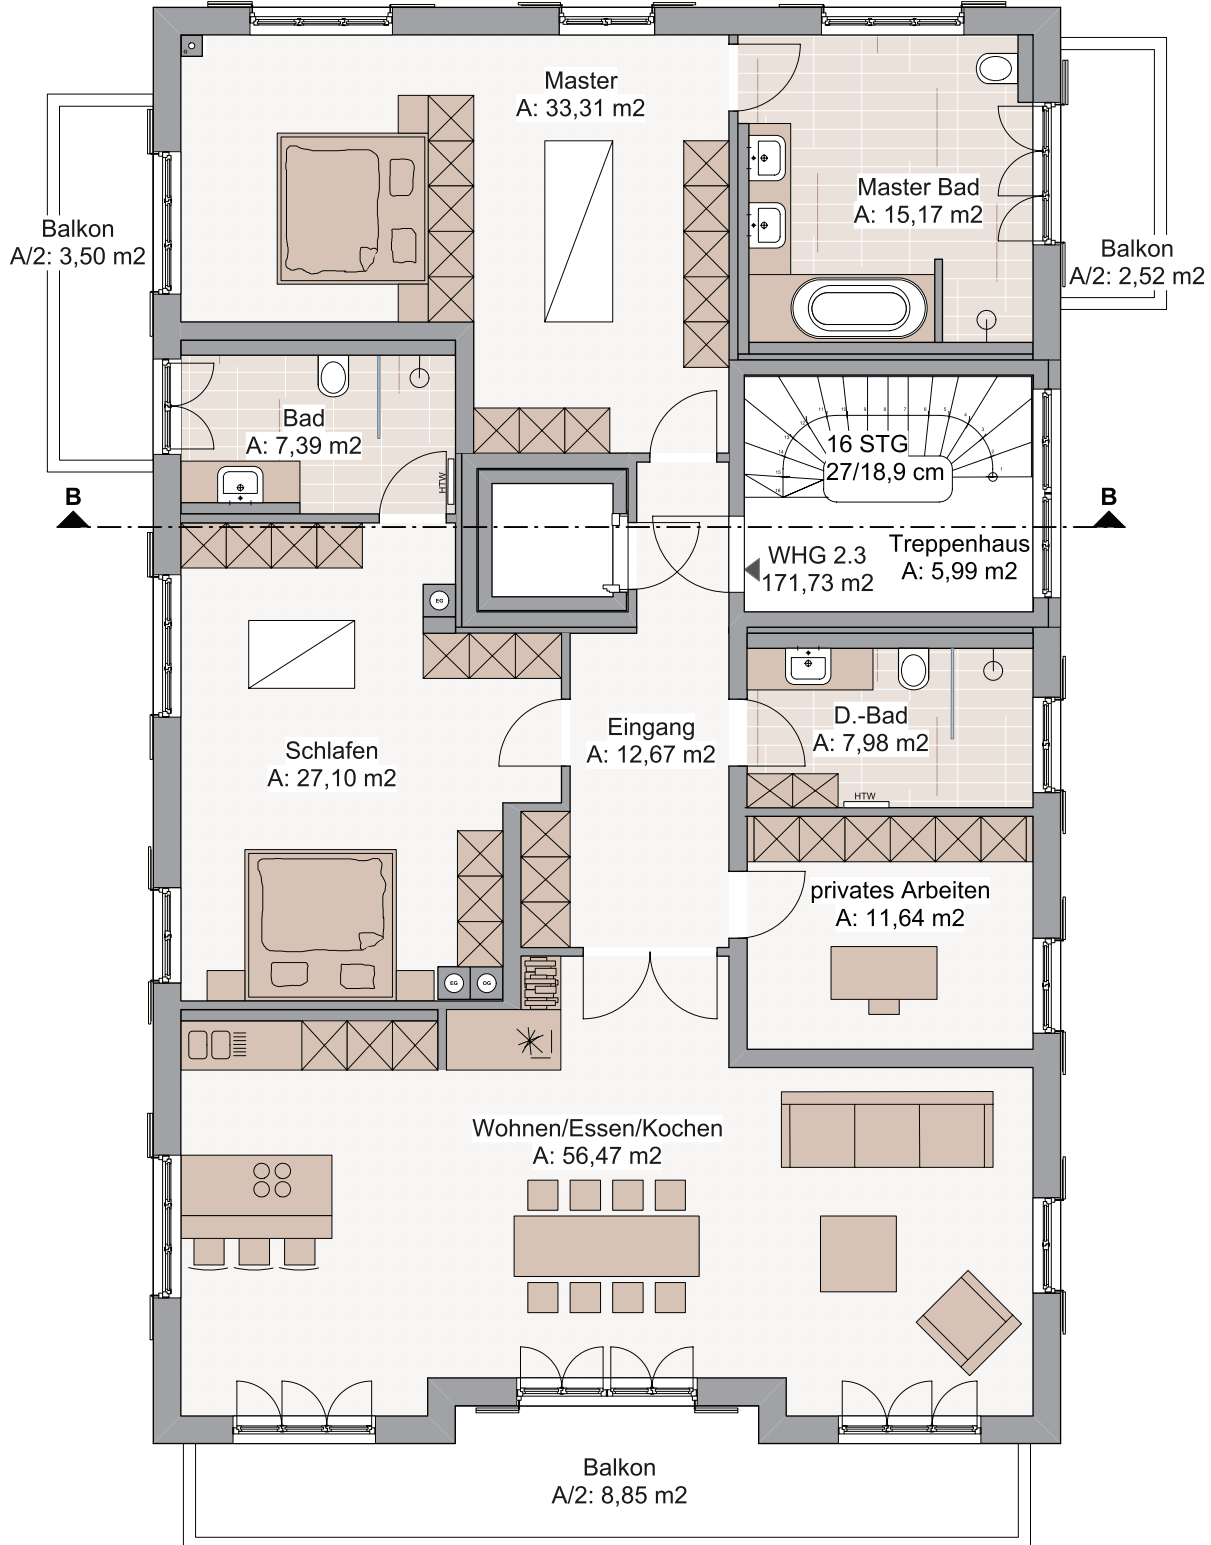 Master
A: 33,31 m2
Master Bad
A: 15,17 m2
Balkon
A/2: 3,50 m2
Balkon
A/2: 2,52 m2
Bad
A: 7,39 m2
HTW
16 STG
27/18,9 cm
B
B
WHG 2.3
171,73 m2
Treppenhaus
A: 5,99 m2
EG
D.-Bad
A: 7,98 m2
HTW
Eingang
A: 12,67 m2
Schlafen
A: 27,10 m2
privates Arbeiten
A: 11,64 m2
EG
OG
Wohnen/Essen/Kochen
A: 56,47 m2
Balkon
A/2: 8,85 m2